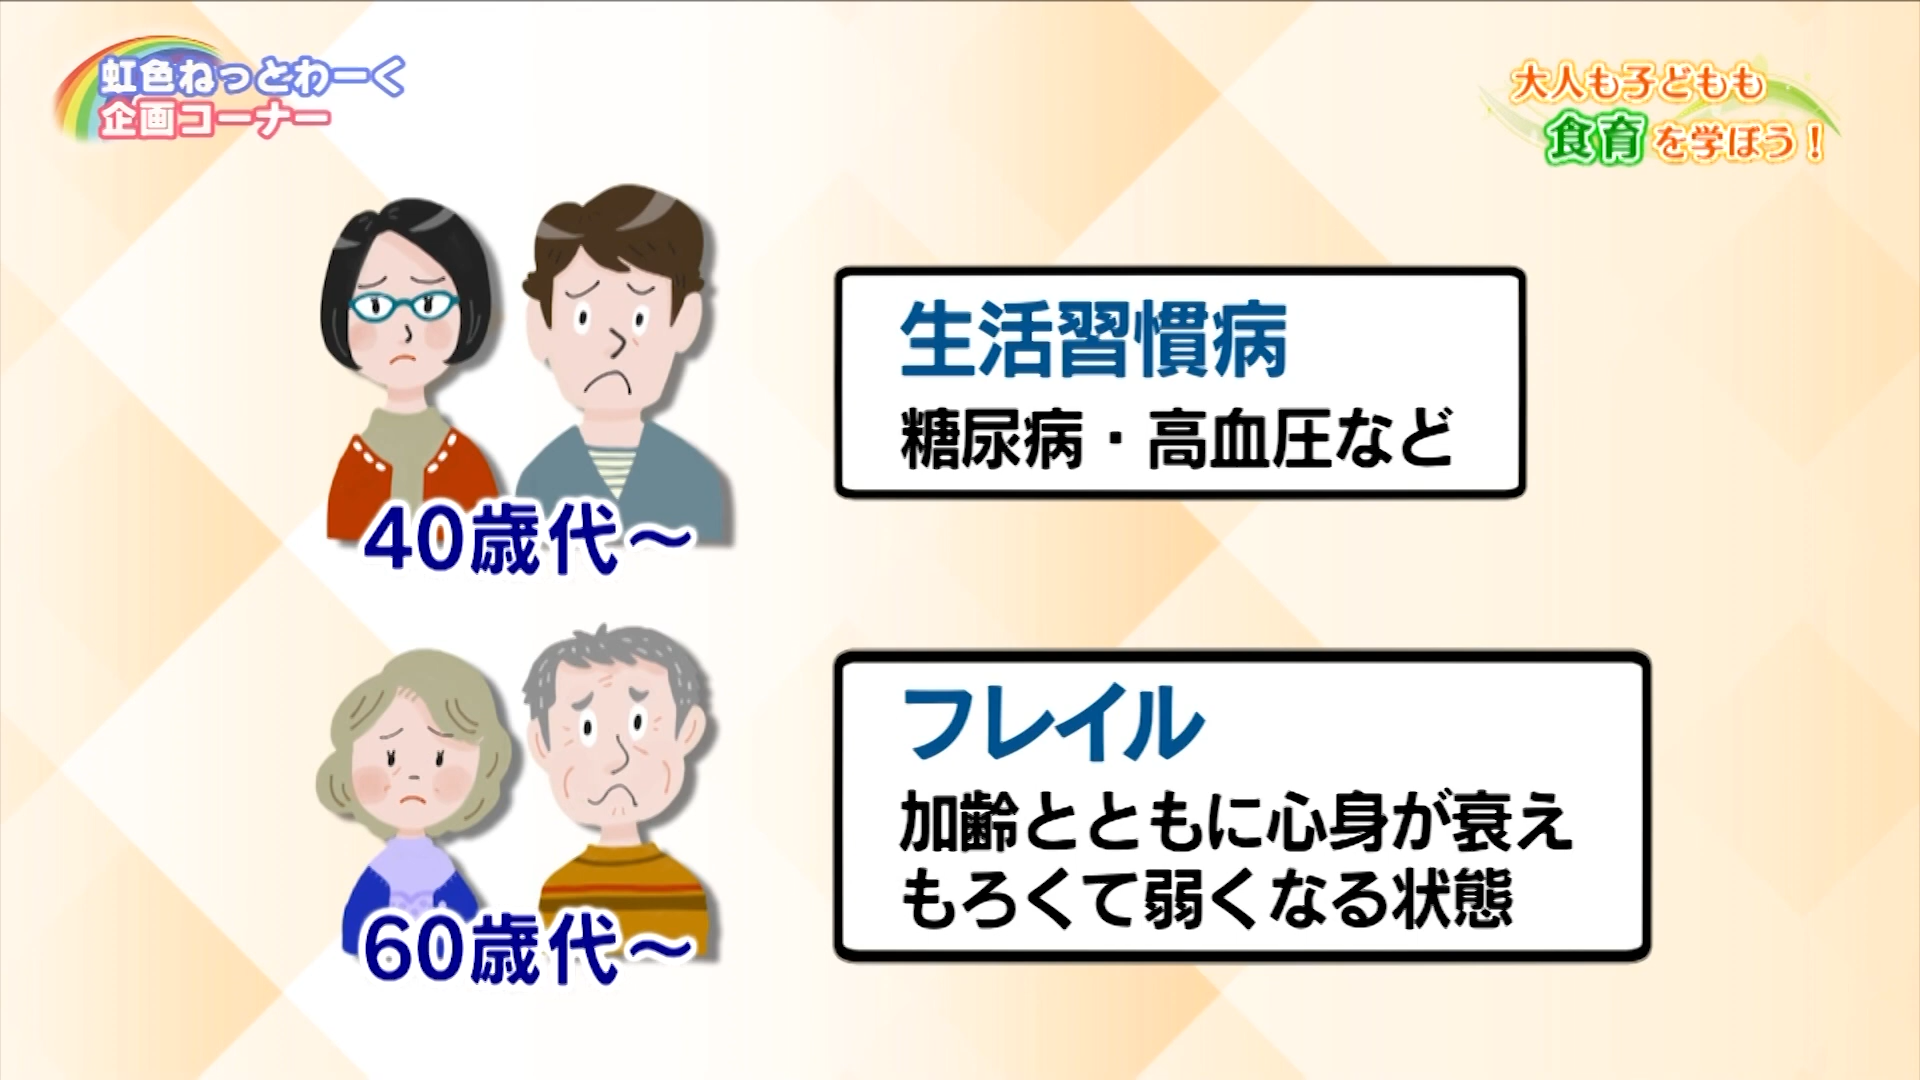 虹色ねっとわーく
企画コーナー
大人も子どもも
食育を学ぼう！
生活習慣病
糖尿病・高血圧など
40歳代～
フレイル
加齢とともに心身が衰え
もろくて弱くなる状態
60歳代～